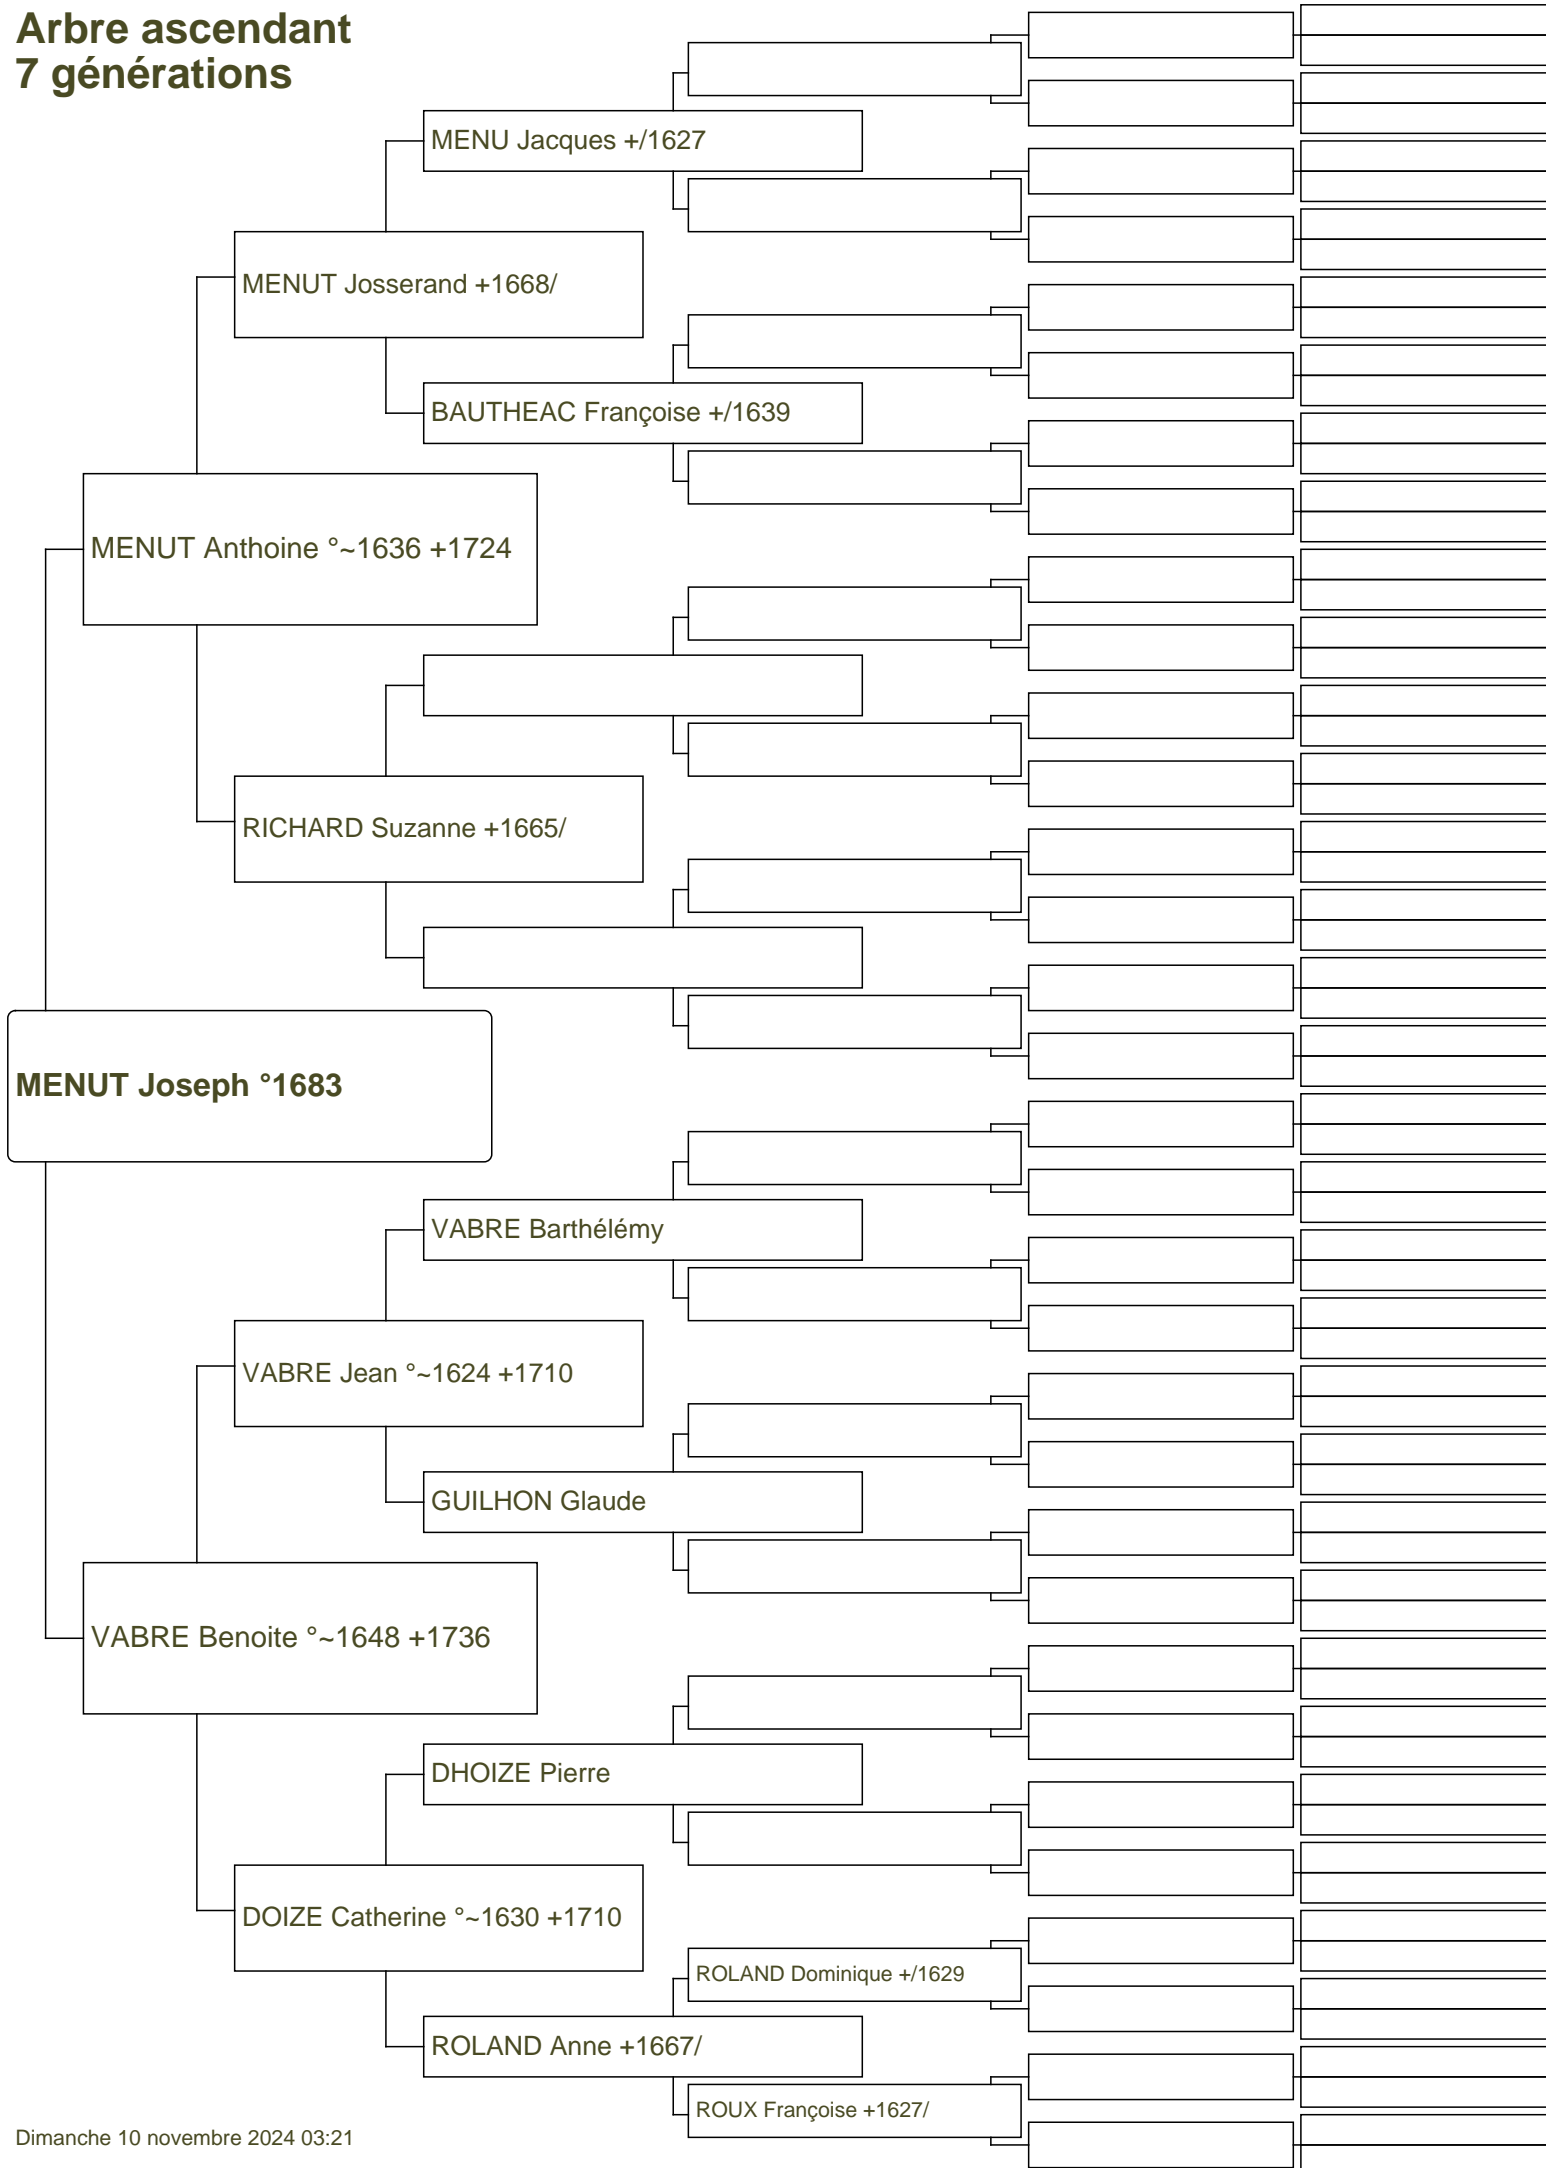 Arbre ascendant
7 générations
MENU Jacques +/1627
MENUT Josserand +1668/
BAUTHEAC Françoise +/1639
MENUT Anthoine °~1636 +1724
RICHARD Suzanne +1665/
MENUT Joseph °1683
VABRE Barthélémy
VABRE Jean °~1624 +1710
GUILHON Glaude
VABRE Benoite °~1648 +1736
DHOIZE Pierre
DOIZE Catherine °~1630 +1710
ROLAND Dominique +/1629
ROLAND Anne +1667/
ROUX Françoise +1627/
Dimanche 10 novembre 2024 03:21